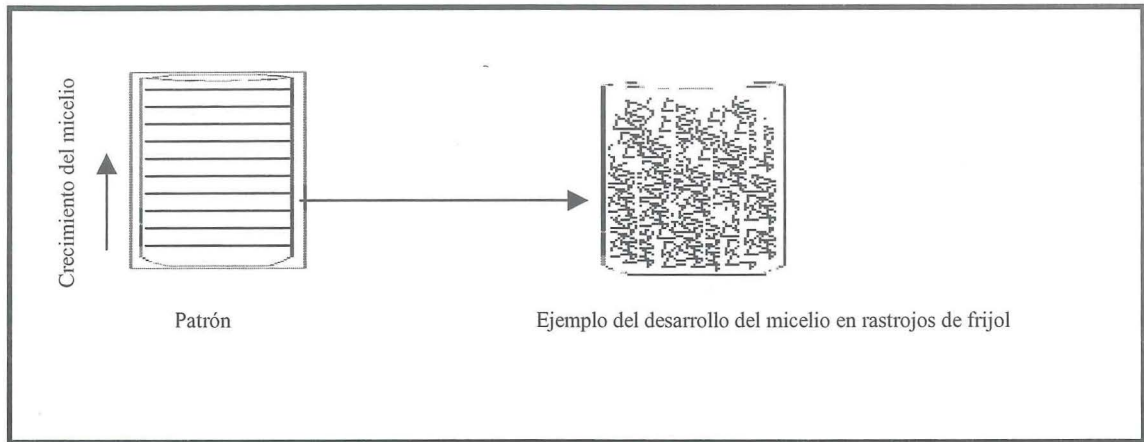 Crecimiento del micelio
Patrón
Ejemplo del desarrollo del micelio en rastrojos de frijol